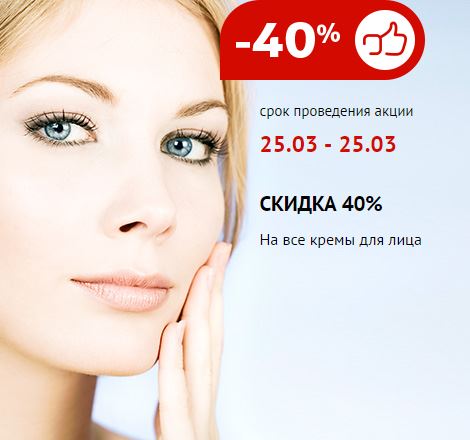 -40%
срок проведения акции
25.03 - 25.03
СКИДКА 40%
На все кремы для лица